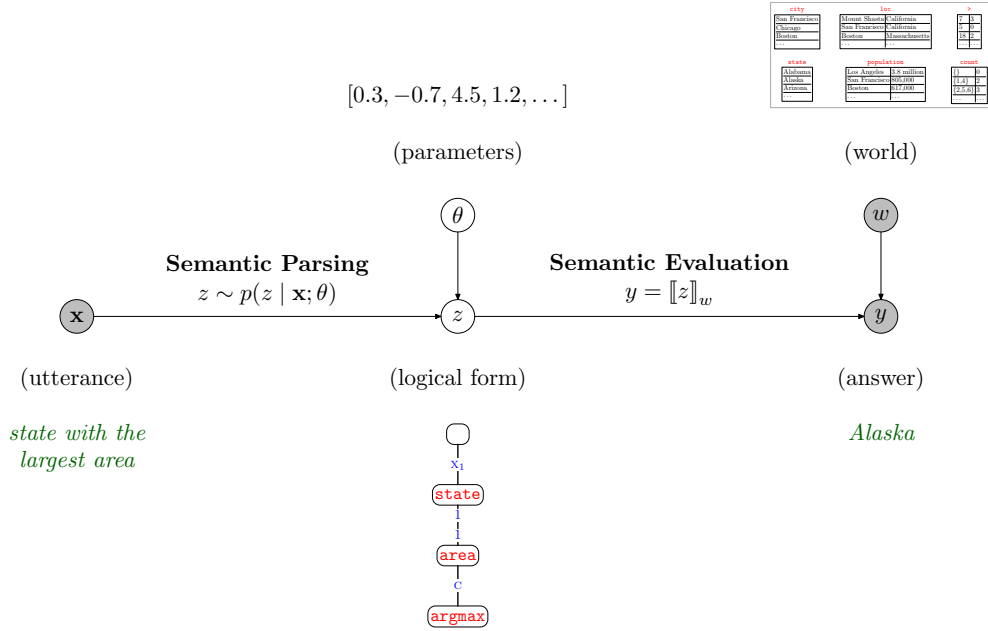 city loc >
San Francisco Mount Shasta California 7 3
Chicago San Francisco California 5 0
Boston Boston Massachusetts 18 2
... ... ... ... ...
state population count
Alabama Los Angeles 3.8 million {} 0
Alaska San Francisco 805,000 {1,4} 2
Arizona Boston 617,000 {2,5,6} 3
... ... ... ... ...
[0.3, −0.7, 4.5, 1.2, . . . ]
(parameters) (world)
θ w
Semantic Parsing Semantic Evaluation
z ∼ p(z | x; θ) y = ⟦z⟧w
x z y
(utterance) (logical form) (answer)
state with the Alaska
largest area
x1
state
1
1
area
c
argmax